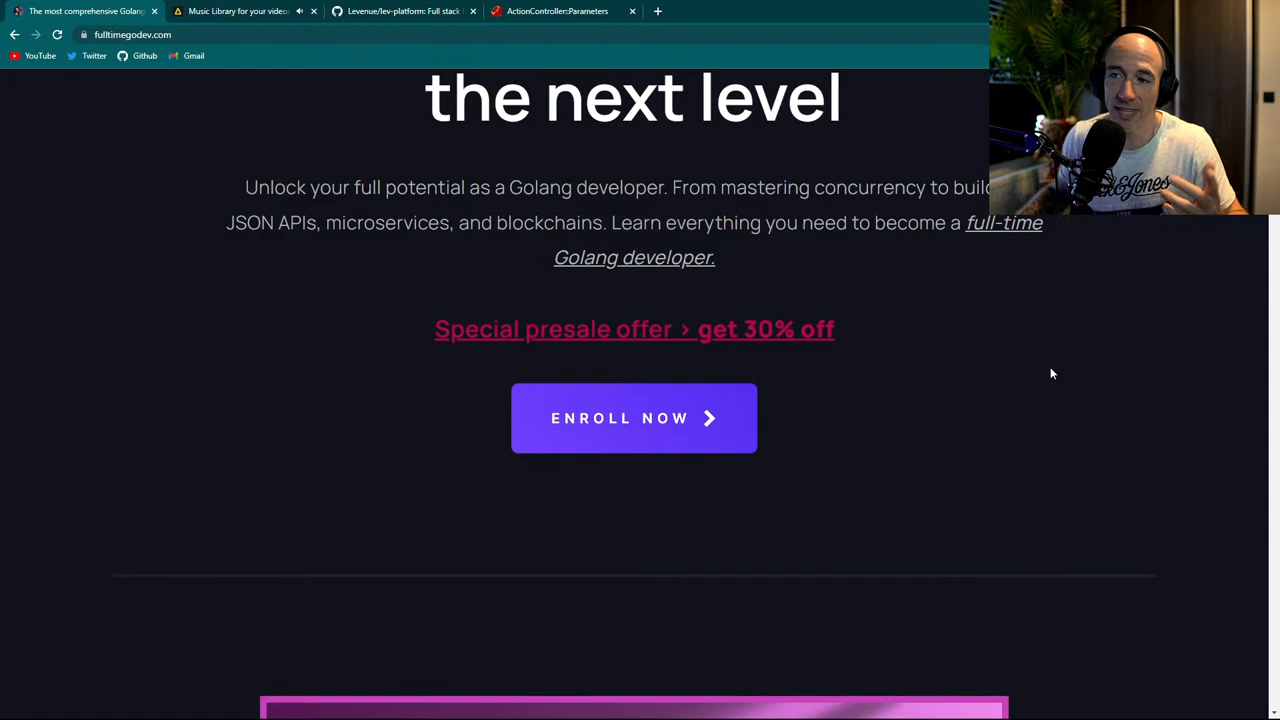 The most comprehensive Golang
Music Library for your video
Levenue/lev-platform: Full stack
ActionController::Parameters
fulltimegodev.com
YouTube
Twitter
Github
Gmail
the next level
Unlock your full potential as a Golang developer. From mastering concurrency to build
JSON APIs, microservices, and blockchains. Learn everything you need to become a full-time
Golang developer.
Special presale offer > get 30% off
ENROLL NOW
&Jones